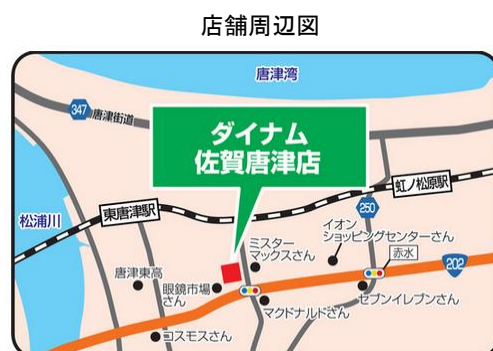 店舗周辺図
唐津湾
347
唐津街道
ダイナム
佐賀唐津店
虹ノ松原駅
松浦川
東唐津駅
250
ミスター
マックスさん
イオン
ショッピングセンターさん
赤水
202
唐津東高
眼鏡市場
さん
マクドナルドさん
セブンイレブンさん
コスモスさん